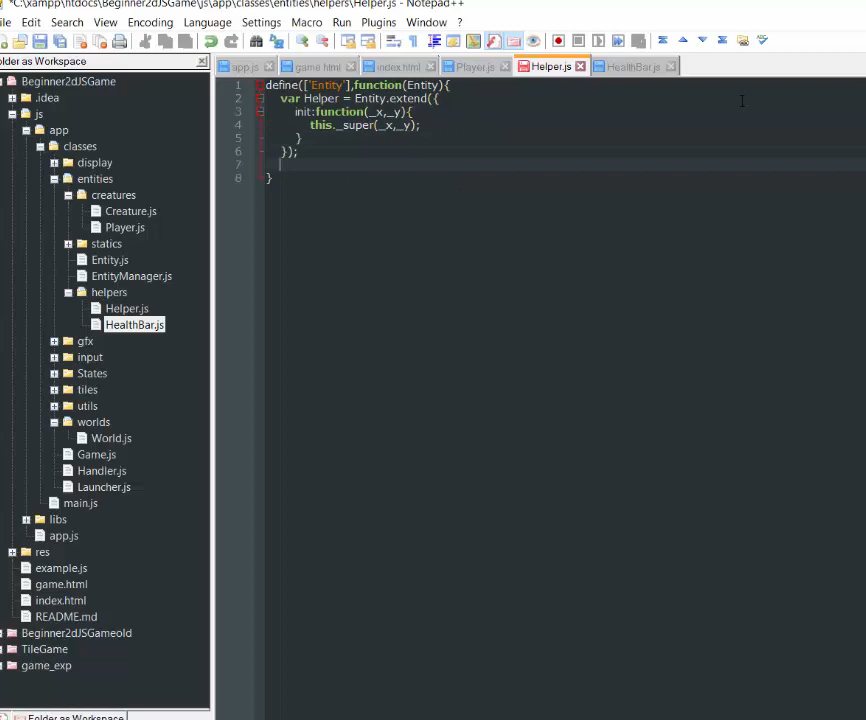 *C:\xampp\htdocs\Beginner2dJSGame\js\app\classes\entities\helpers\Helper.js - Notepad++
Edit Search View Encoding Language Settings Macro Run Plugins Window ?
older as Workspace
app.js game.html index.html Player.js Helper.js HealthBar.js
Beginner2dJSGame
.idea
js
app
classes
display
entities
creatures
Creature.js
Player.js
statics
Entity.js
EntityManager.js
helpers
Helper.js
HealthBar.js
gfx
input
States
tiles
utils
worlds
World.js
Game.js
Handler.js
Launcher.js
main.js
libs
app.js
res
example.js
game.html
index.html
README.md
Beginner2dJSGameold
TileGame
game_exp
Folder as Workspace
1 define(['Entity'],function(Entity){
2 var Helper = Entity.extend({
3 init:function(_x,_y){
4 this._super(_x,_y);
5 }
6 });
7
8 }